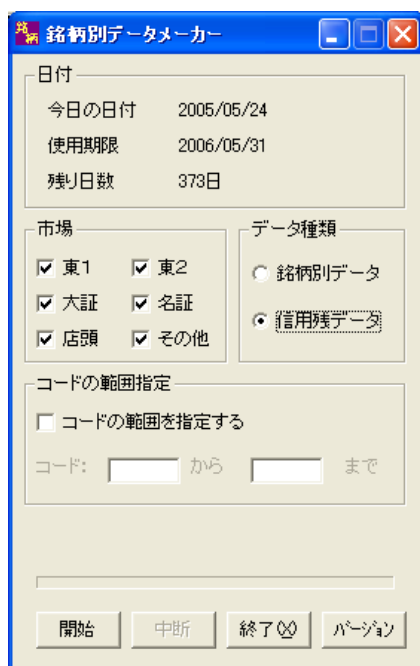 銘柄
銘柄別データメーカー
日付
今日の日付 2005/05/24
使用期限 2006/05/31
残り日数 373日
市場
東1 東2
大証 名証
店頭 その他
データ種類
銘柄別データ
信用残データ
コードの範囲指定
コードの範囲を指定する
コード: から まで
開始 中断 終了(X) バージョン